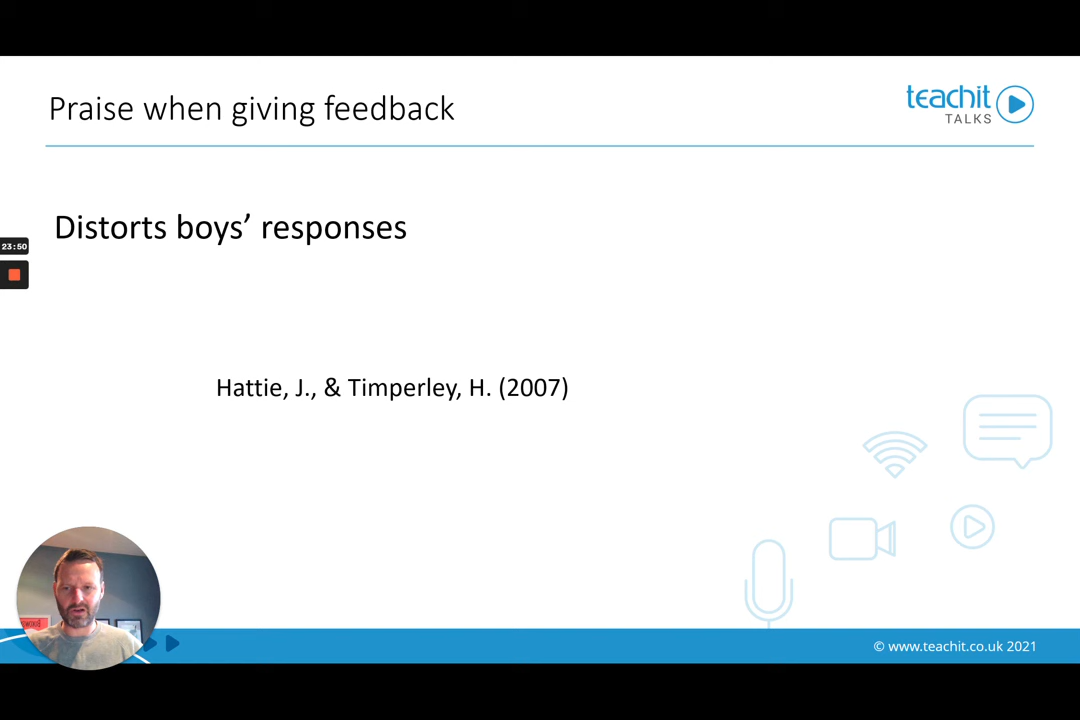 Praise when giving feedback
teachit
TALKS
Distorts boys’ responses
23:50
Hattie, J., & Timperley, H. (2007)
© www.teachit.co.uk 2021